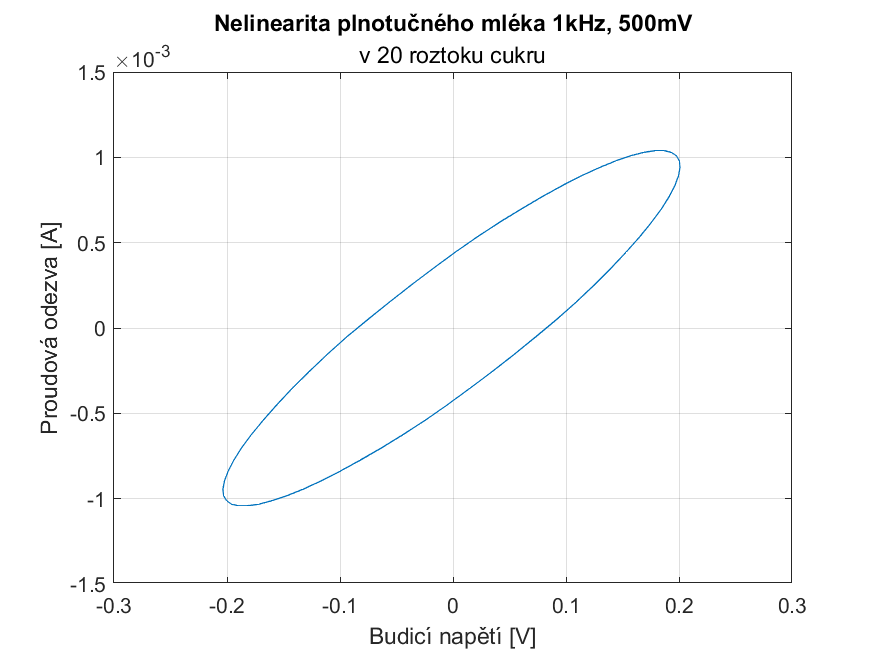 Nelinearita plnotučného mléka 1kHz, 500mV
v 20 roztoku cukru
×10-3
1.5
1
0.5
0
-0.5
-1
-1.5
-0.3 -0.2 -0.1 0 0.1 0.2 0.3
Proudová odezva [A]
Budicí napětí [V]